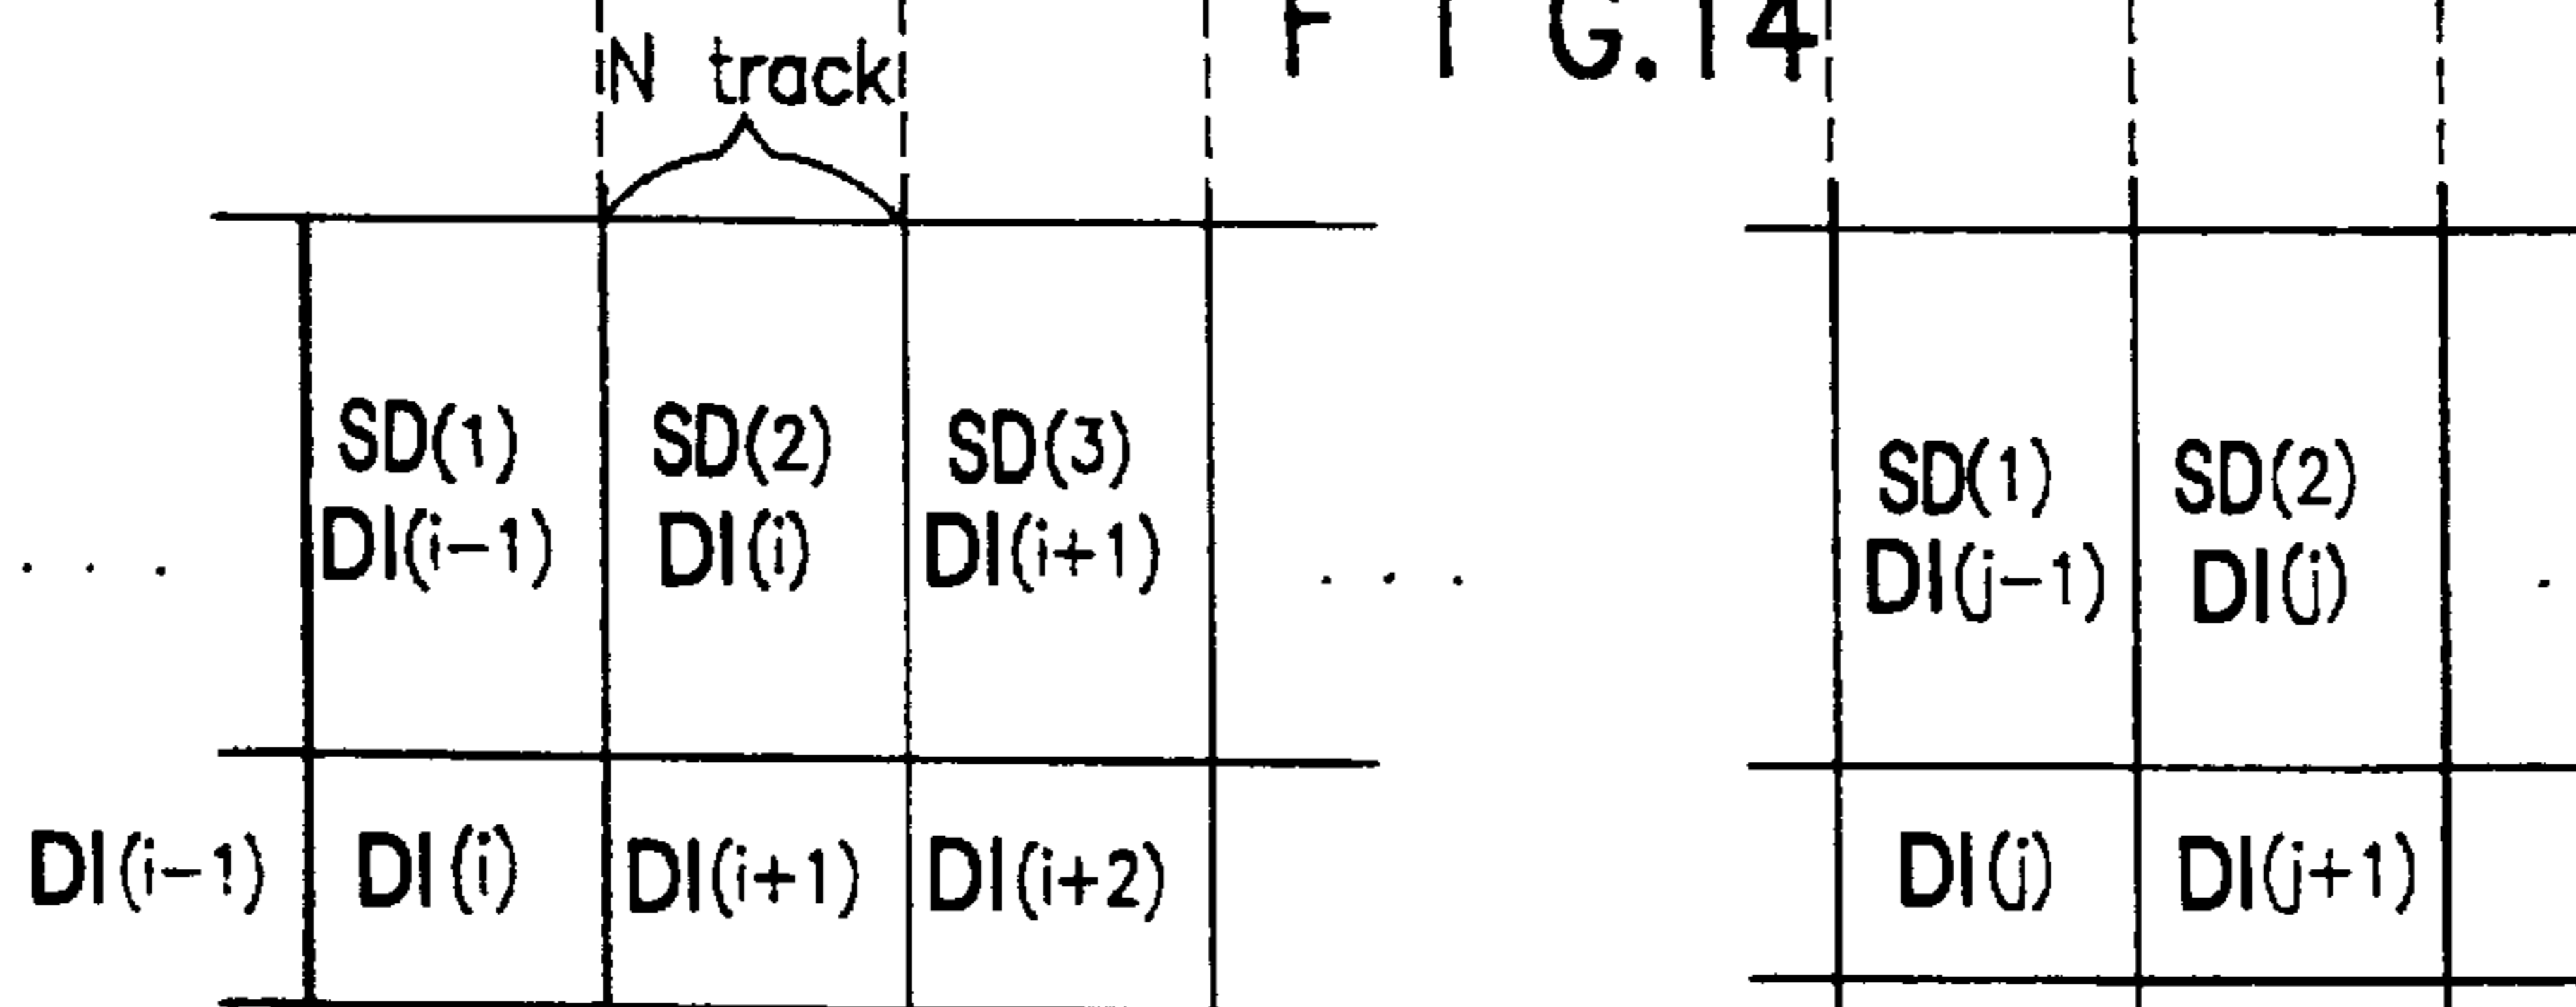 F I G.14
N track
SD(1) SD(2) SD(3) SD(1) SD(2)
DI(i-1) DI(i) DI(i+1) DI(j-1) DI(j)
. . . . . . .
DI(i-1) DI(i) DI(i+1) DI(i+2) DI(j) DI(j+1)